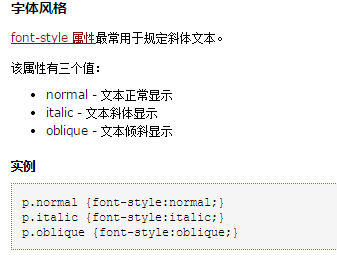 字体风格
font-style 属性最常用于规定斜体文本。
该属性有三个值：
• normal - 文本正常显示
• italic - 文本斜体显示
• oblique - 文本倾斜显示
实例
p.normal {font-style:normal;}
p.italic {font-style:italic;}
p.oblique {font-style:oblique;}